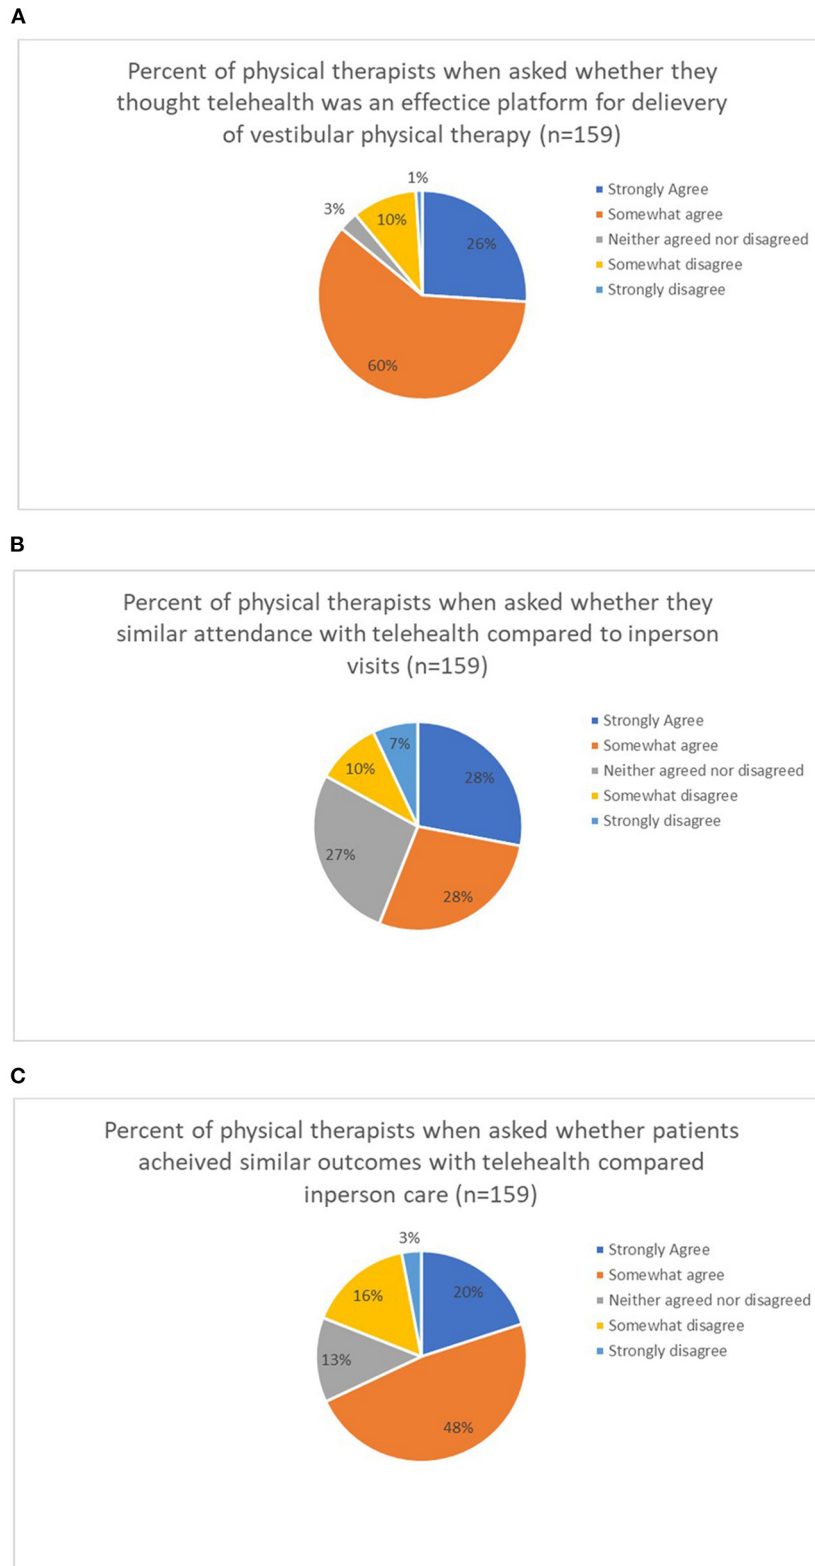 A
Percent of physical therapists when asked whether they
thought telehealth was an effectice platform for delievery
of vestibular physical therapy (n=159)
1%
3%
10%
26%
60%
Strongly Agree
Somewhat agree
Neither agreed nor disagreed
Somewhat disagree
Strongly disagree
B
Percent of physical therapists when asked whether they
similar attendance with telehealth compared to inperson
visits (n=159)
7%
10%
28%
27%
28%
Strongly Agree
Somewhat agree
Neither agreed nor disagreed
Somewhat disagree
Strongly disagree
C
Percent of physical therapists when asked whether patients
acheived similar outcomes with telehealth compared
inperson care (n=159)
3%
16%
20%
13%
48%
Strongly Agree
Somewhat agree
Neither agreed nor disagreed
Somewhat disagree
Strongly disagree